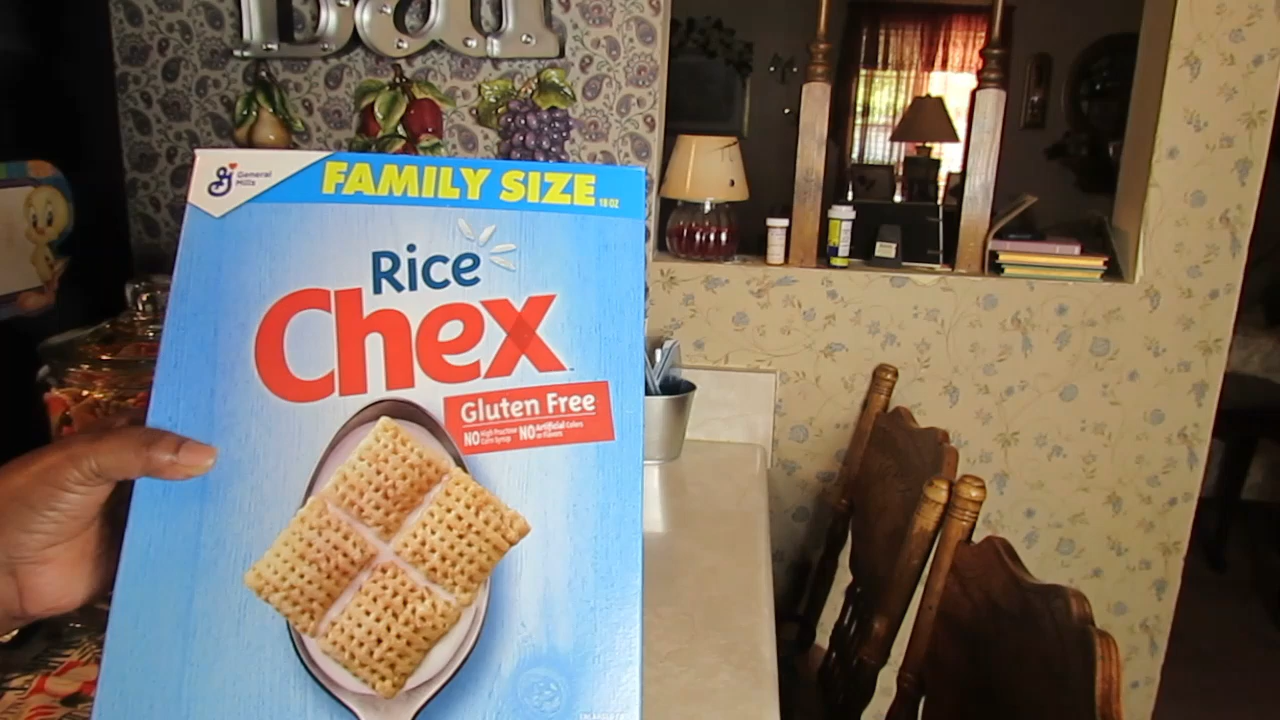 Eat
General
Mills
FAMILY SIZE 18 OZ
Rice
Chex
Gluten Free
NO High Fructose Corn Syrup NO Artificial Colors or Flavors